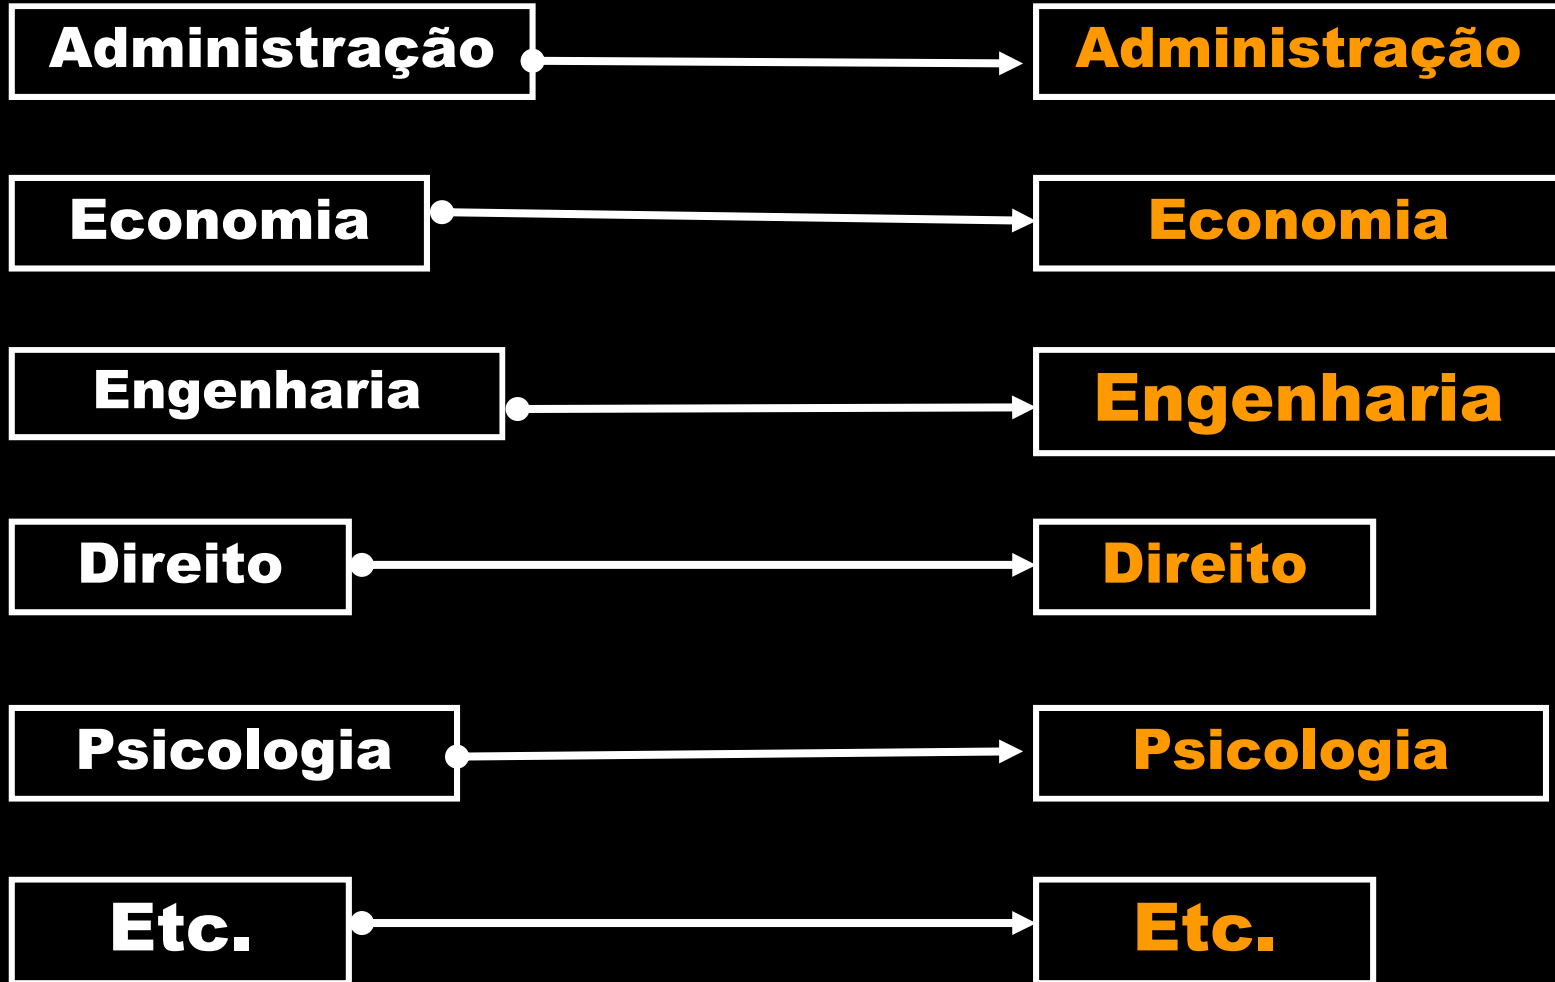 Administração
Administração
Economia
Economia
Engenharia
Engenharia
Direito
Direito
Psicologia
Psicologia
Etc.
Etc.